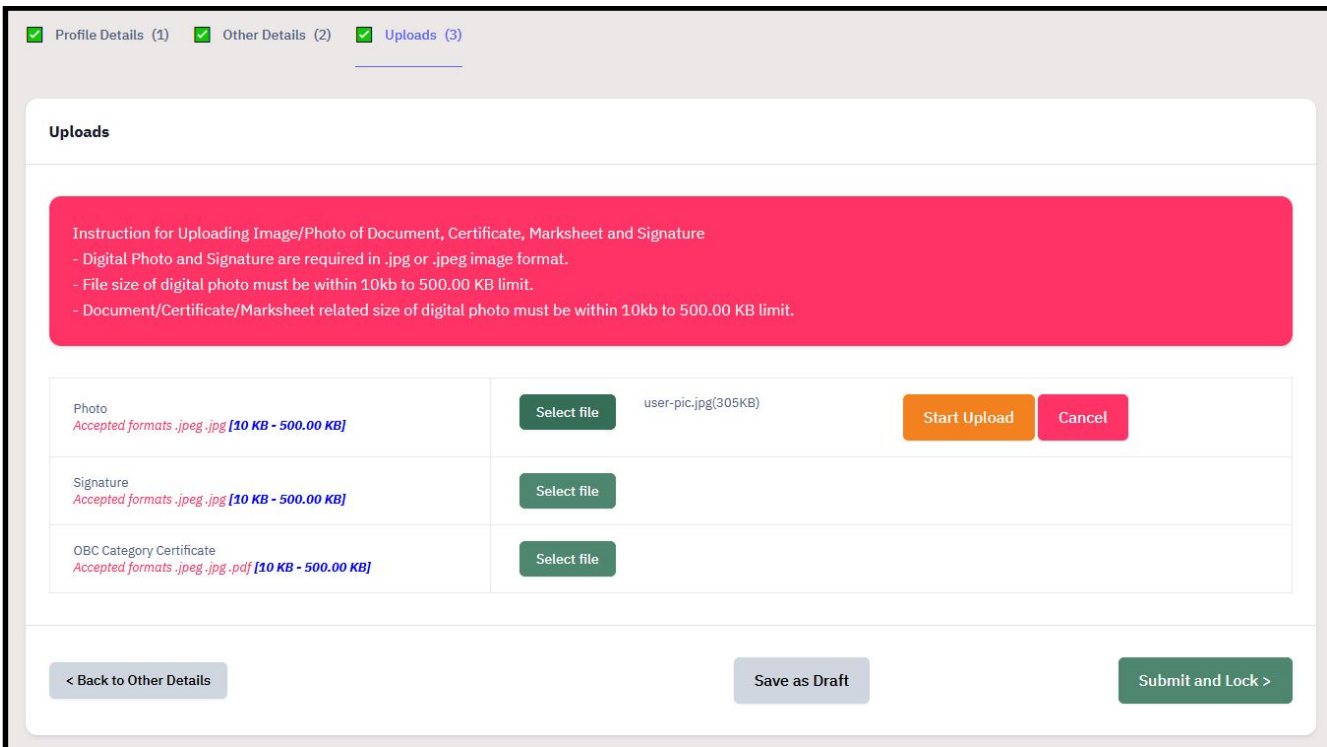 Profile Details (1) Other Details (2) Uploads (3)
Uploads
Instruction for Uploading Image/Photo of Document, Certificate, Marksheet and Signature
- Digital Photo and Signature are required in .jpg or .jpeg image format.
- File size of digital photo must be within 10kb to 500.00 KB limit.
- Document/Certificate/Marksheet related size of digital photo must be within 10kb to 500.00 KB limit.
Photo
Accepted formats .jpeg .jpg [10 KB - 500.00 KB]
Select file
user-pic.jpg(305KB)
Start Upload
Cancel
Signature
Accepted formats .jpeg .jpg [10 KB - 500.00 KB]
Select file
OBC Category Certificate
Accepted formats .jpeg .jpg .pdf [10 KB - 500.00 KB]
Select file
< Back to Other Details
Save as Draft
Submit and Lock >